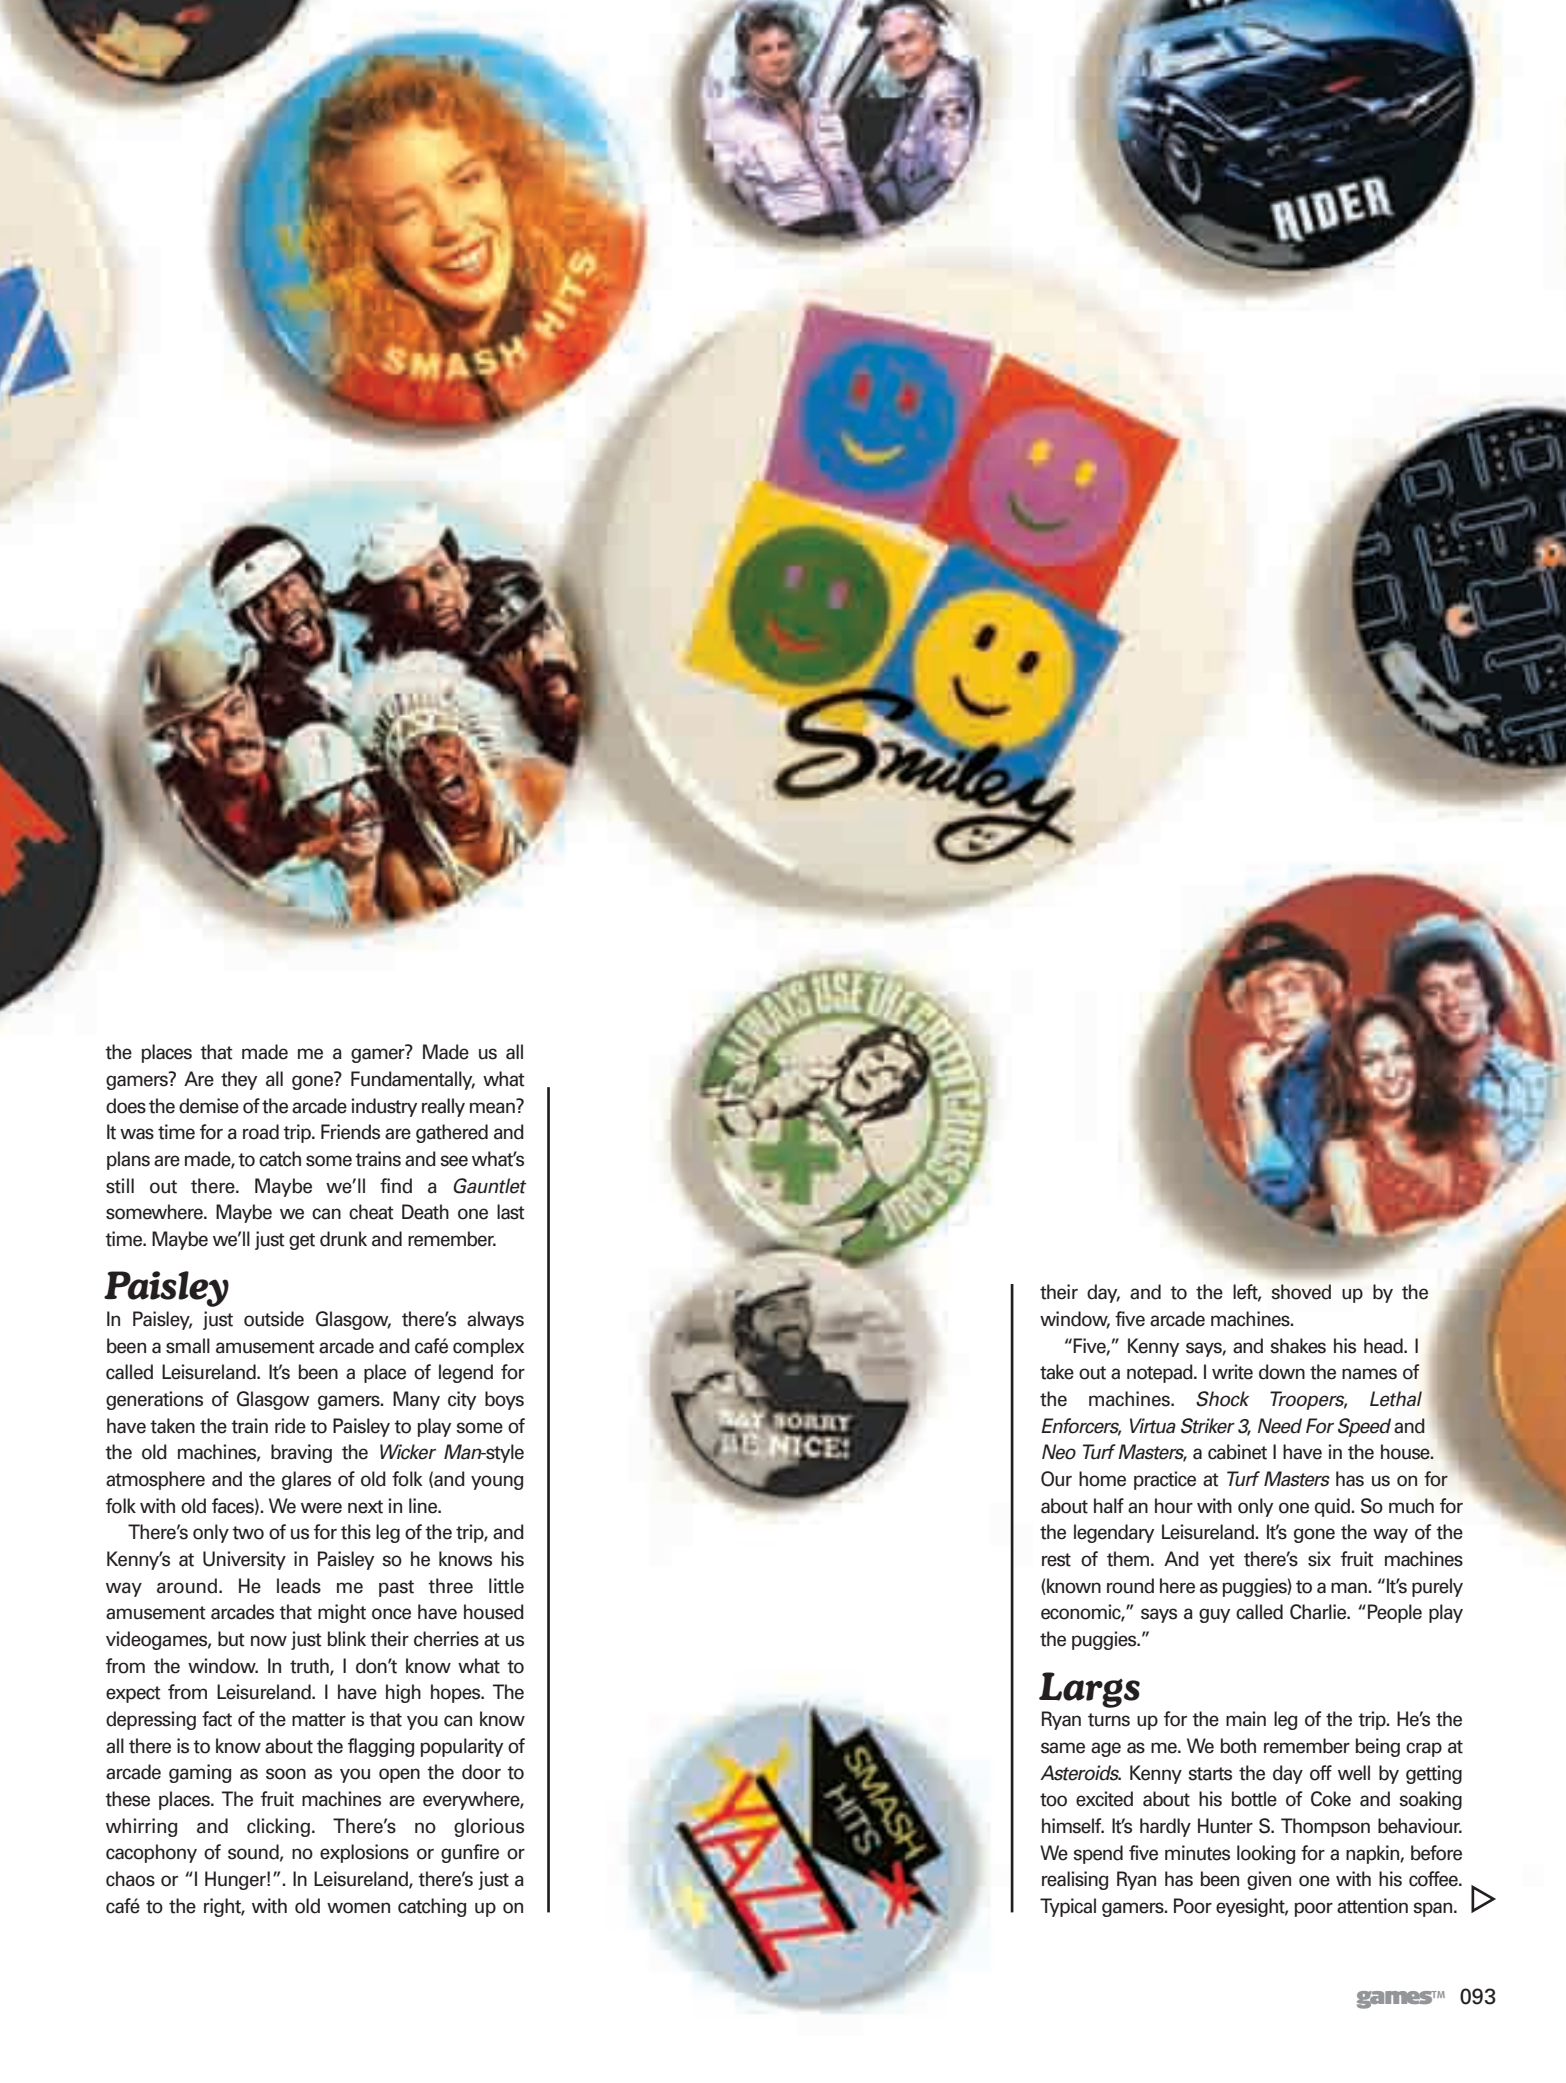 RIDER
SMASH HITS
Smiley
ALWAYS USE THE GREEN CROSS CODE
SAY SORRY
BE NICE!
the places that made me a gamer? Made us all
gamers? Are they all gone? Fundamentally, what
does the demise of the arcade industry really mean?
It was time for a road trip. Friends are gathered and
plans are made, to catch some trains and see what's
still out there. Maybe we'll find a Gauntlet
somewhere. Maybe we can cheat Death one last
time. Maybe we'll just get drunk and remember.
Paisley
In Paisley, just outside Glasgow, there's always
been a small amusement arcade and café complex
called Leisureland. It's been a place of legend for
generations of Glasgow gamers. Many city boys
have taken the train ride to Paisley to play some of
the old machines, braving the Wicker Man-style
atmosphere and the glares of old folk (and young
folk with old faces). We were next in line.
There's only two of us for this leg of the trip, and
Kenny's at University in Paisley so he knows his
way around. He leads me past three little
amusement arcades that might once have housed
videogames, but now just blink their cherries at us
from the window. In truth, I don't know what to
expect from Leisureland. I have high hopes. The
depressing fact of the matter is that you can know
all there is to know about the flagging popularity of
arcade gaming as soon as you open the door to
these places. The fruit machines are everywhere,
whirring and clicking. There's no glorious
cacophony of sound, no explosions or gunfire or
chaos or “I Hunger!”. In Leisureland, there's just a
café to the right, with old women catching up on
their day, and to the left, shoved up by the
window, five arcade machines.
“Five,” Kenny says, and shakes his head. I
take out a notepad. I write down the names of
the machines. Shock Troopers, Lethal
Enforcers, Virtua Striker 3, Need For Speed and
Neo Turf Masters, a cabinet I have in the house.
Our home practice at Turf Masters has us on for
about half an hour with only one quid. So much for
the legendary Leisureland. It's gone the way of the
rest of them. And yet there's six fruit machines
(known round here as puggies) to a man. “It's purely
economic,” says a guy called Charlie. “People play
the puggies.”
Largs
Ryan turns up for the main leg of the trip. He's the
same age as me. We both remember being crap at
Asteroids. Kenny starts the day off well by getting
too excited about his bottle of Coke and soaking
himself. It's hardly Hunter S. Thompson behaviour.
We spend five minutes looking for a napkin, before
realising Ryan has been given one with his coffee.
Typical gamers. Poor eyesight, poor attention span.
SMASH
HITS
YAZZ
games™ 093